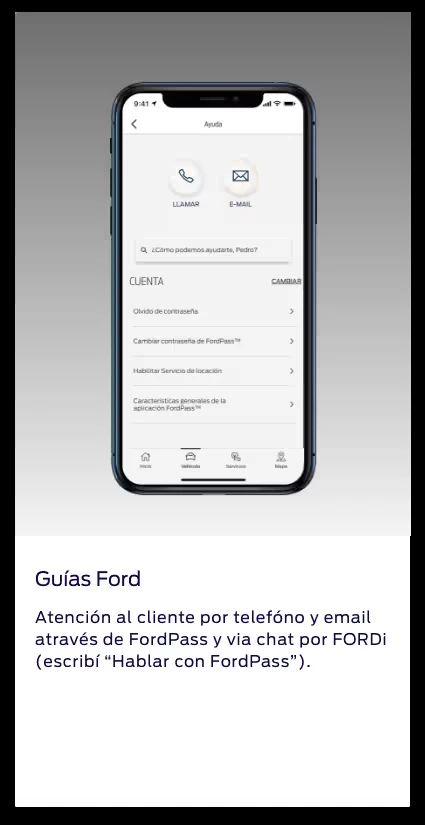 9:41
Ayuda
LLAMAR
E-MAIL
¿Cómo podemos ayudarte, Pedro?
CUENTA
CAMBIAR
Olvido de contraseña
Cambiar contraseña de FordPass™
Habilitar Servicio de locación
Características generales de la
aplicación FordPass™
Inicio
Vehículo
Servicios
Mapa
Guías Ford
Atención al cliente por telefóno y email
através de FordPass y via chat por FORDi
(escribí “Hablar con FordPass”).